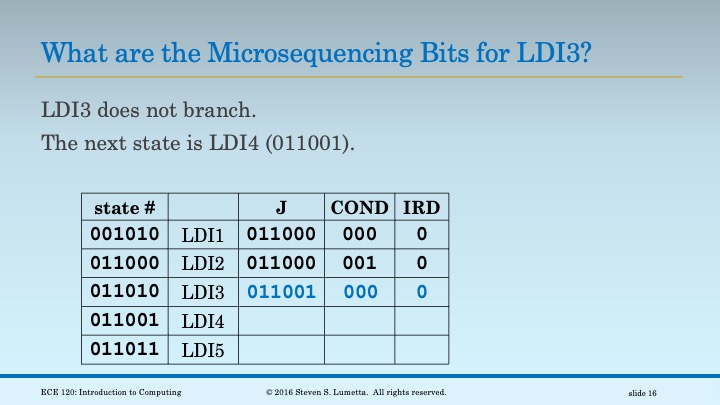 What are the Microsequencing Bits for LDI3?
LDI3 does not branch.
The next state is LDI4 (011001).
state # J COND IRD
001010 LDI1 011000 000 0
011000 LDI2 011000 001 0
011010 LDI3 011001 000 0
011001 LDI4
011011 LDI5
ECE 120: Introduction to Computing © 2016 Steven S. Lumetta. All rights reserved. slide 16